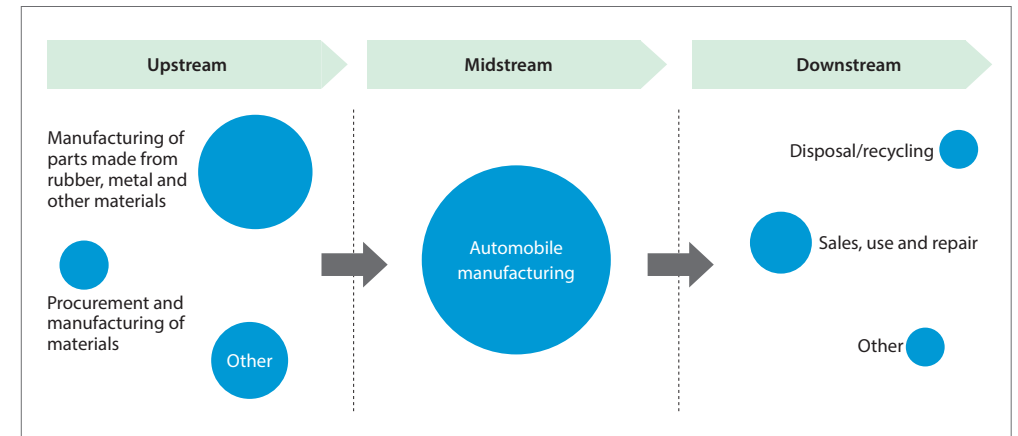 Upstream
Midstream
Downstream
Manufacturing of
parts made from
rubber, metal and
other materials
Procurement and
manufacturing of
materials
Other
Automobile
manufacturing
Disposal/recycling
Sales, use and repair
Other